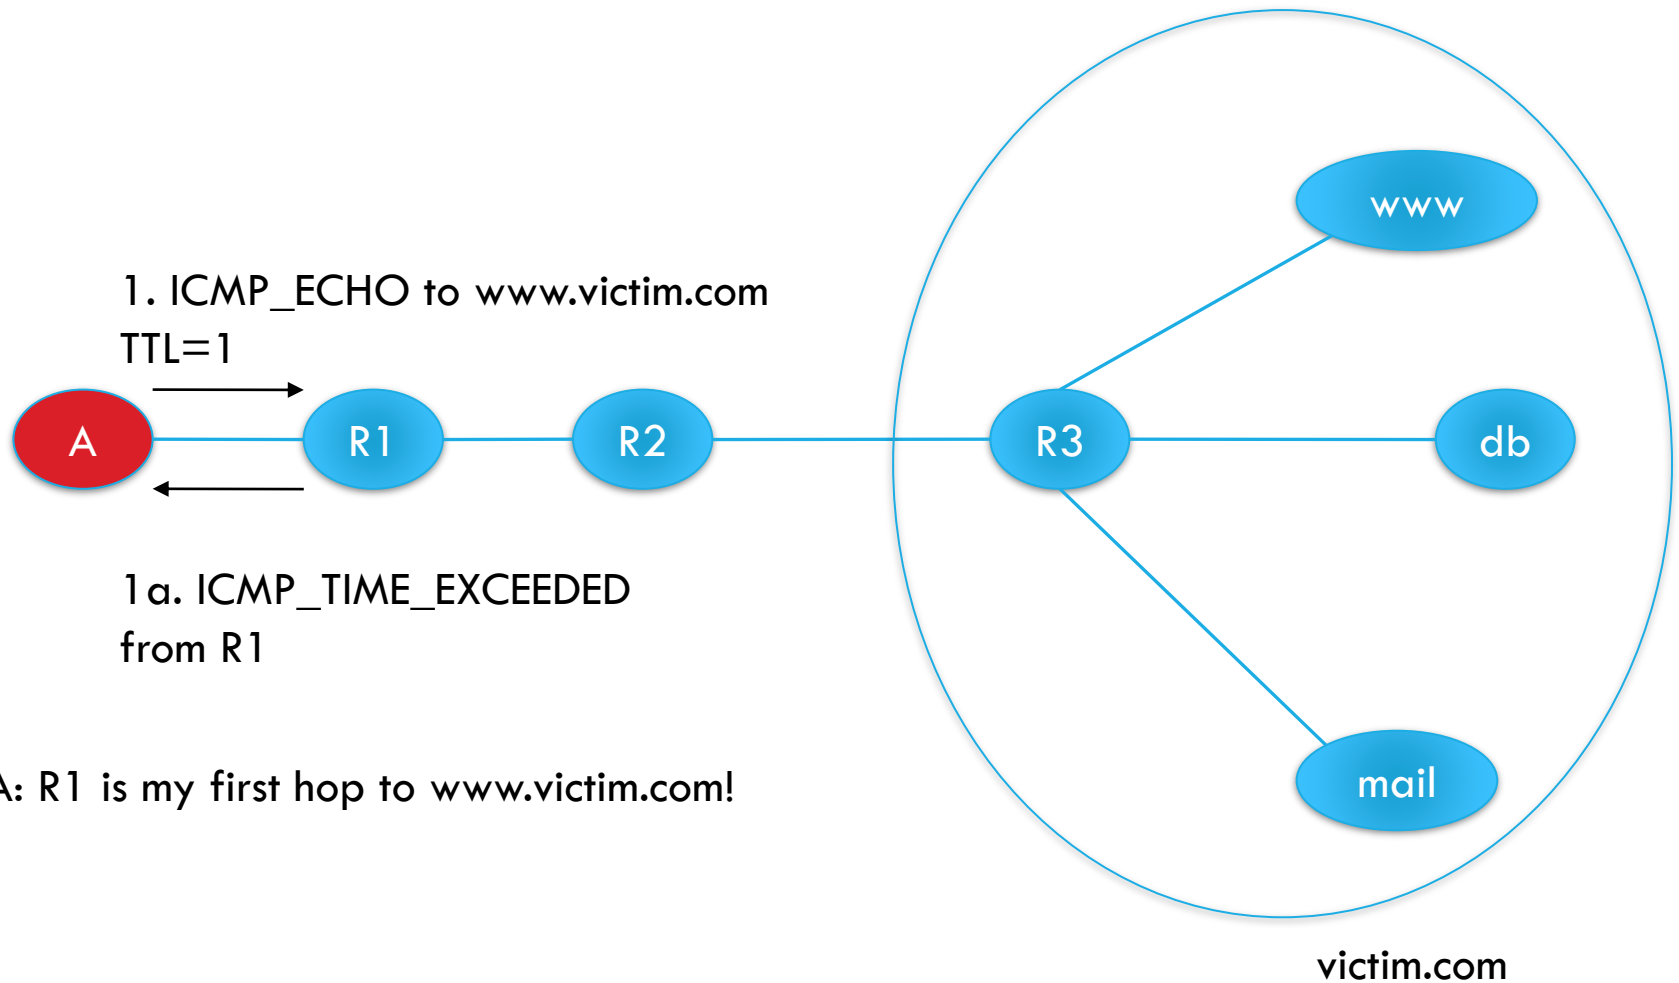 www
1. ICMP_ECHO to www.victim.com
TTL=1
A
R1
R2
R3
db
1a. ICMP_TIME_EXCEEDED
from R1
A: R1 is my first hop to www.victim.com!
mail
victim.com